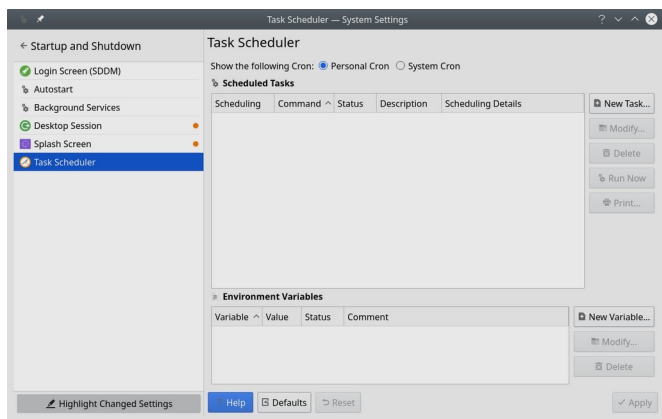 Task Scheduler — System Settings
← Startup and Shutdown
Login Screen (SDDM)
Autostart
Background Services
Desktop Session
Splash Screen
Task Scheduler
Highlight Changed Settings
Task Scheduler
Show the following Cron: Personal Cron System Cron
Scheduled Tasks
Scheduling Command Status Description Scheduling Details
New Task...
Modify...
Delete
Run Now
Print...
Environment Variables
Variable Value Status Comment
New Variable...
Modify...
Delete
Help Defaults Reset Apply